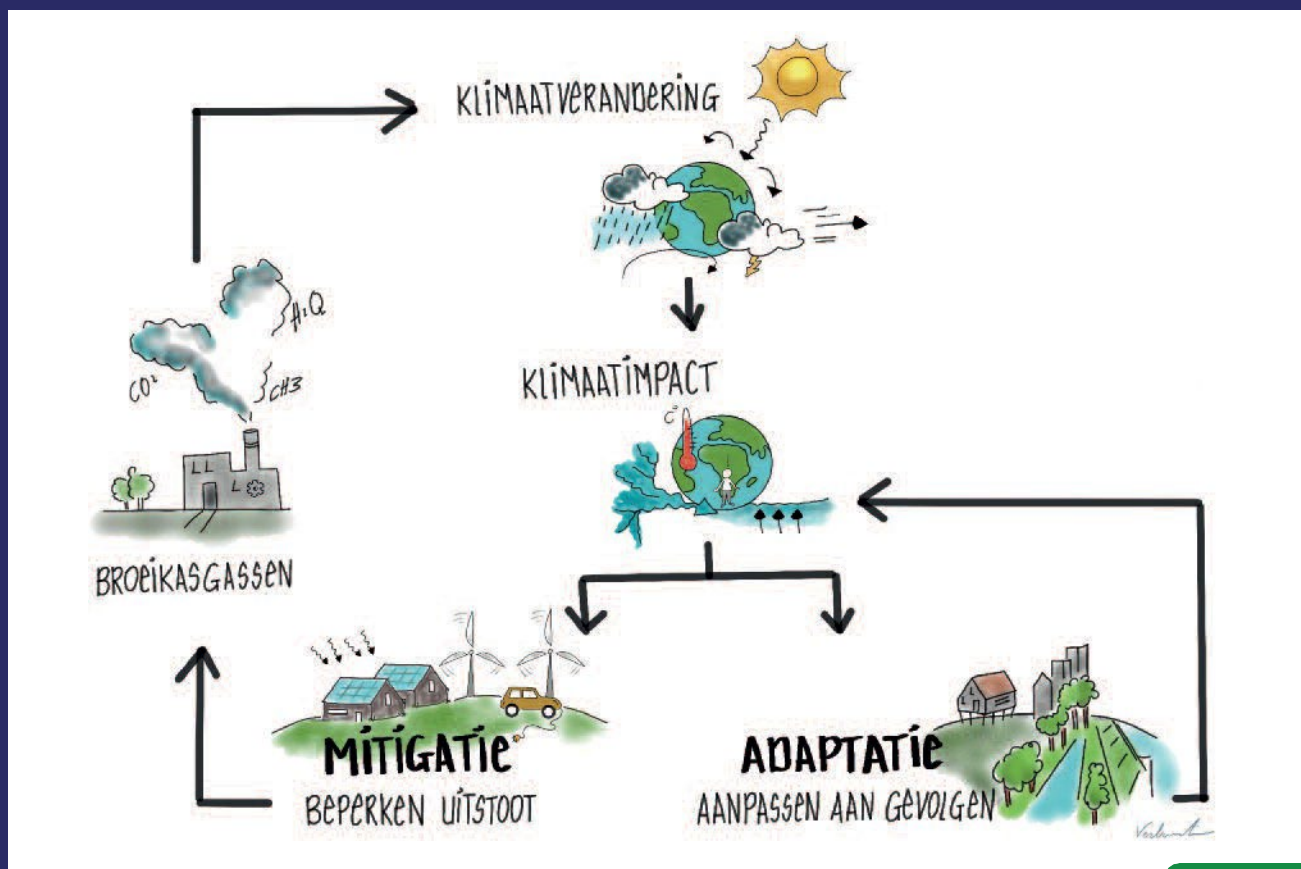 KLIMAATVERANDERING
H₂O
CO²
CH3
KLIMAATIMPACT
C°
BROEIKASGASSEN
MITIGATIE
BEPERKEN UITSTOOT
ADAPTATIE
AANPASSEN AAN GEVOLGEN